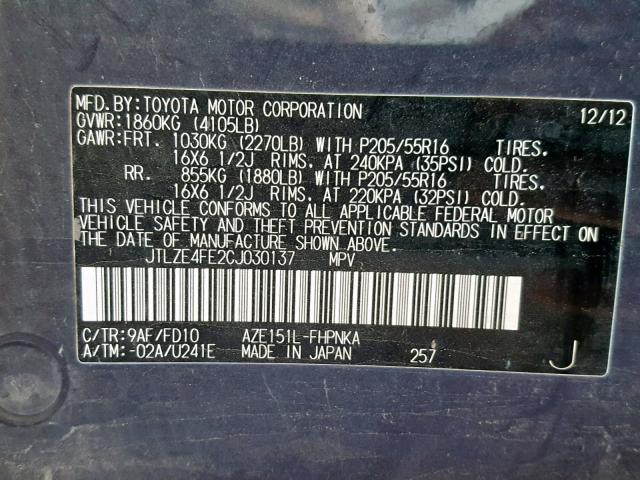 MFD.BY:TOYOTA MOTOR CORPORATION 12/12
GVWR:1860KG (4105LB)
GAWR:FRT. 1030KG (2270LB) WITH P205/55R16 TIRES.
16X6 1/2J RIMS, AT 240KPA (35PSI) COLD.
RR. 855KG (1880LB) WITH P205/55R16 TIRES.
16X6 1/2J RIMS, AT 220KPA (32PSI) COLD.
THIS VEHICLE CONFORMS TO ALL APPLICABLE FEDERAL MOTOR
VEHICLE SAFETY AND THEFT PREVENTION STANDARDS IN EFFECT ON
THE DATE OF MANUFACTURE SHOWN ABOVE.
JTLZE4FE2CJ030137 MPV
C/TR:9AF/FD10 AZE151L-FHPNKA
A/TM:-02A/U241E MADE IN JAPAN 257 J